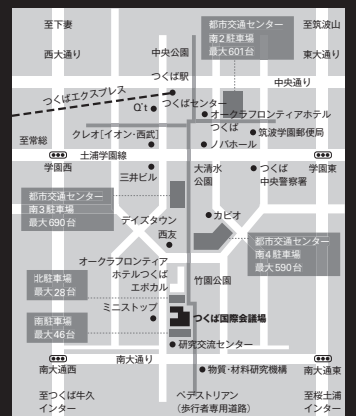 至下妻
都市交通センター
南2駐車場
最大601台
至筑波山
西大通り
中央公園
東大通り
つくば駅
中央通り
つくばエクスプレス
つくばセンター
Q't
オークラフロンティアホテル
つくば
クレオ[イオン・西武]
筑波学園郵便局
至常総
ノバホール
土浦学園線
学園西
大清水
公園
つくば
中央警察署
学園東
三井ビル
都市交通センター
南3駐車場
最大690台
デイズタウン
カピオ
西友
都市交通センター
南4駐車場
最大590台
オークラフロンティア
ホテルつくば
エポカル
北駐車場
最大28台
竹園公園
ミニストップ
つくば国際会議場
南駐車場
最大46台
研究交流センター
南大通り
南大通西
物質・材料研究機構
南大通東
至つくば牛久
インター
ペデストリアン
(歩行者専用道路)
至桜土浦
インター